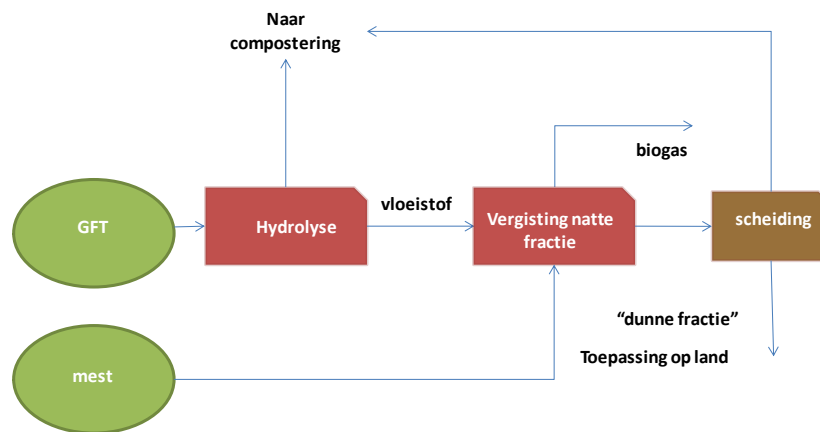 Naar
compostering
biogas
GFT
Hydrolyse
vloeistof
Vergisting natte
fractie
scheiding
“dunne fractie”
Toepassing op land
mest